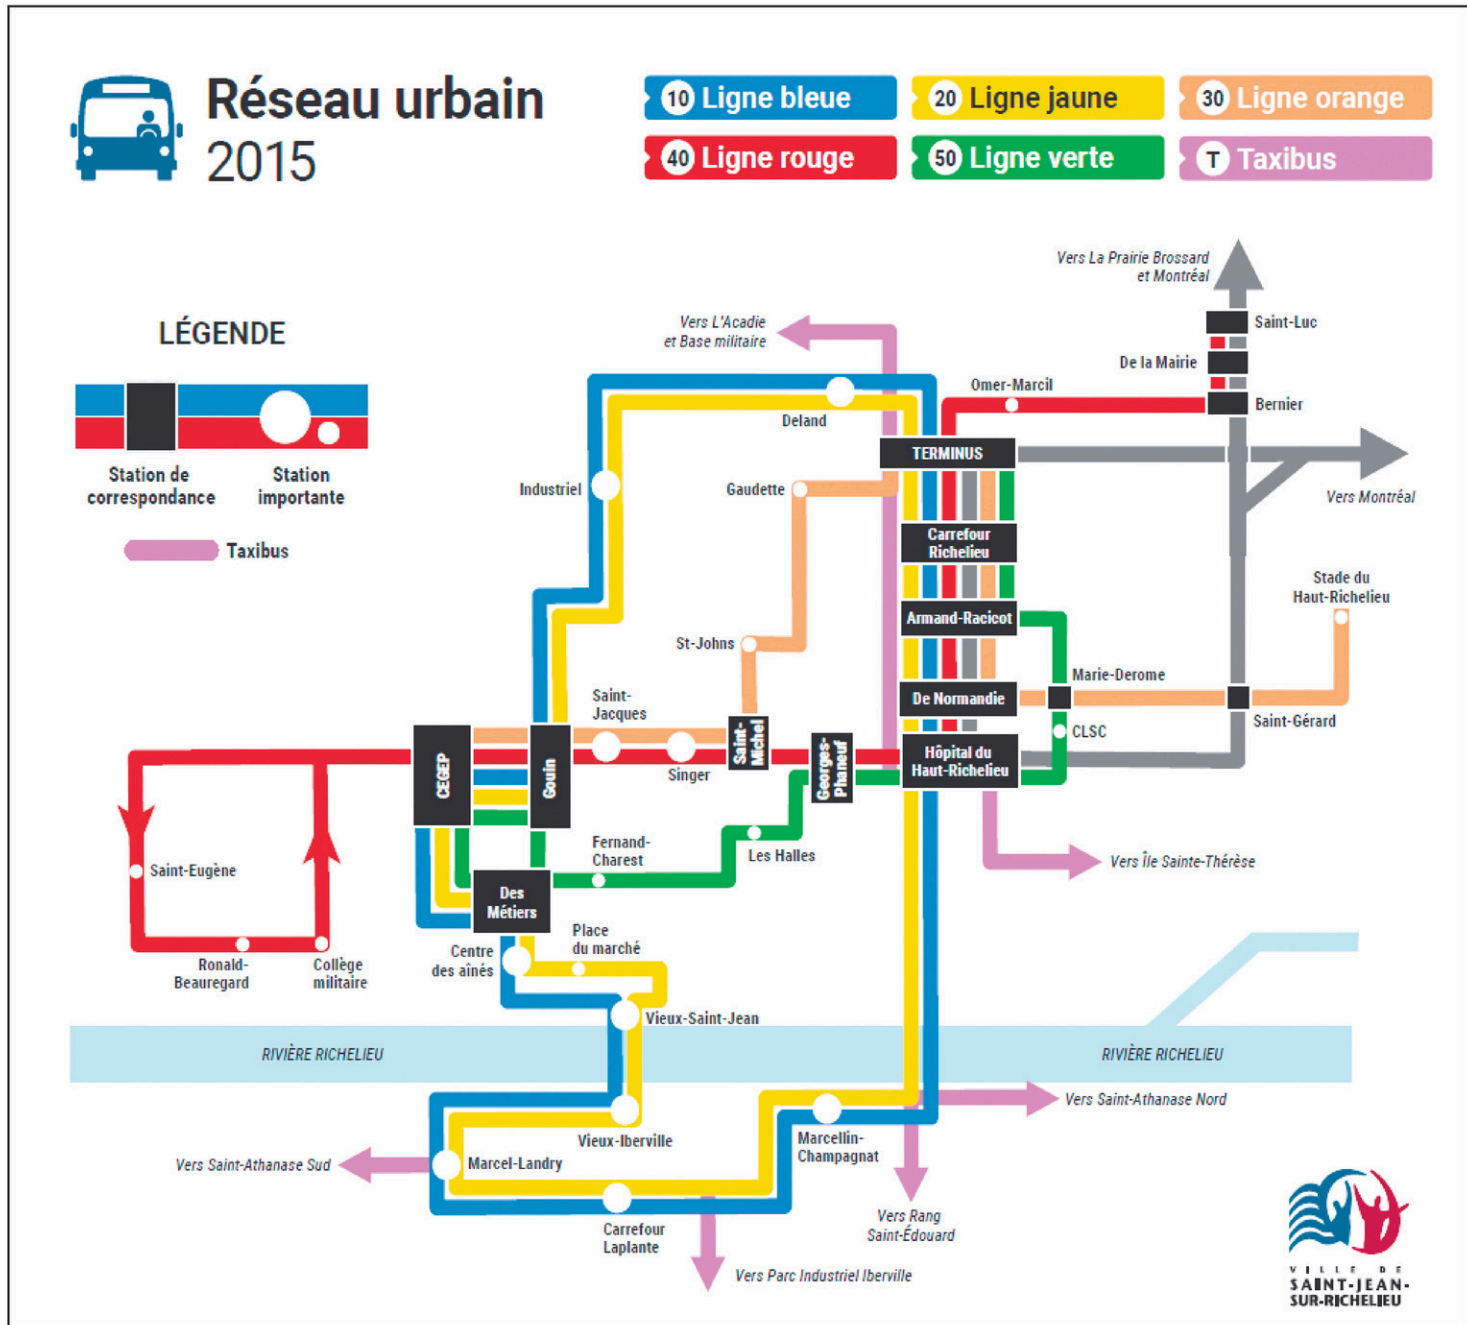 Réseau urbain
2015
10 Ligne bleue
20 Ligne jaune
30 Ligne orange
40 Ligne rouge
50 Ligne verte
T Taxibus
LÉGENDE
Station de
correspondance
Station
importante
Taxibus
Vers La Prairie Brossard
et Montréal
Saint-Luc
De la Mairie
Bernier
Vers L'Acadie
et Base militaire
Omer-Marcil
Deland
TERMINUS
Vers Montréal
Industriel
Gaudette
Carrefour
Richelieu
Stade du
Haut-Richelieu
Armand-Racicot
St-Johns
Marie-Derome
Saint-
Jacques
De Normandie
Saint-Gérard
CLSC
CEGEP
Gouin
Singer
Saint-
Michel
Georges-
Phaneuf
Hôpital du
Haut-Richelieu
Saint-Eugène
Fernand-
Charest
Les Halles
Vers Île Sainte-Thérèse
Des
Métiers
Ronald-
Beauregard
Collège
militaire
Centre
des aînés
Place
du marché
Vieux-Saint-Jean
RIVIÈRE RICHELIEU
RIVIÈRE RICHELIEU
Vers Saint-Athanase Nord
Vieux-Iberville
Marcellin-
Champagnat
Vers Saint-Athanase Sud
Marcel-Landry
Carrefour
Laplante
Vers Rang
Saint-Édouard
Vers Parc Industriel Iberville
VILLE DE
SAINT-JEAN-
SUR-RICHELIEU